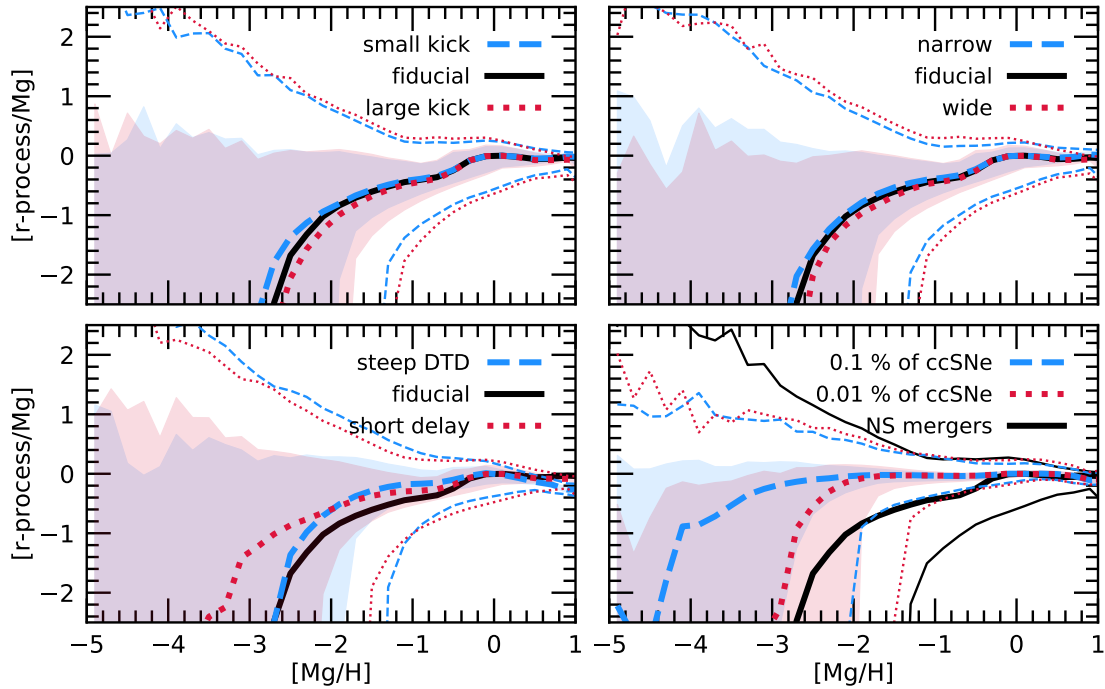 2
1
0
−1
−2
[r-process/Mg]
small kick
fiducial
large kick
narrow
fiducial
wide
2
1
0
−1
−2
[r-process/Mg]
steep DTD
fiducial
short delay
0.1 % of ccSNe
0.01 % of ccSNe
NS mergers
−5 −4 −3 −2 −1 0 1
[Mg/H]
−5 −4 −3 −2 −1 0 1
[Mg/H]